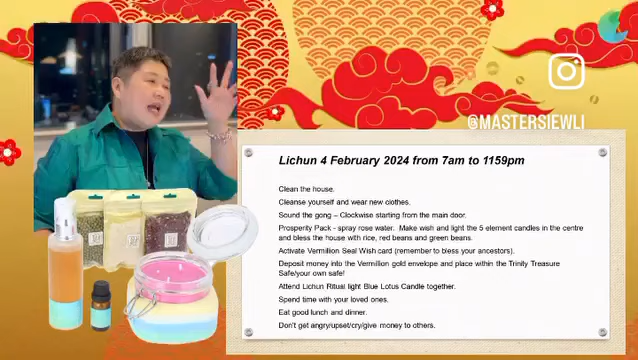 @MASTERSIEWLI
Lichun 4 February 2024 from 7am to 1159pm
Clean the house.
Cleanse yourself and wear new clothes.
Sound the gong – Clockwise starting from the main door.
Prosperity Pack - spray rose water.  Make wish and light the 5 element candles in the centre
and bless the house with rice, red beans and green beans.
Activate Vermillion Seal Wish card (remember to bless your ancestors).
Deposit money into the Vermillion gold envelope and place within the Trinity Treasure
Safe/your own safe!
Attend Lichun Ritual light Blue Lotus Candle together.
Spend time with your loved ones.
Eat good lunch and dinner.
Don't get angry/upset/cry/give money to others.